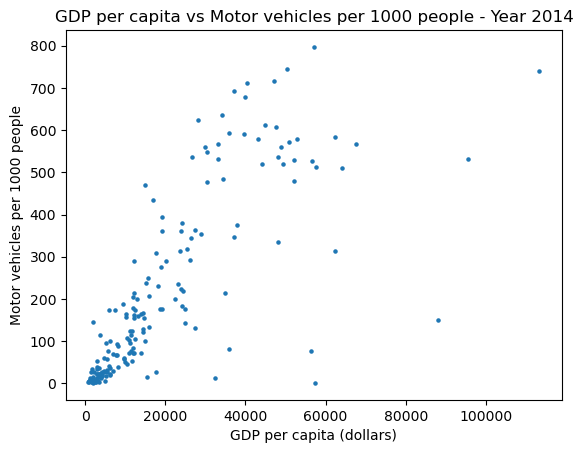 GDP per capita vs Motor vehicles per 1000 people - Year 2014
Motor vehicles per 1000 people
800
700
600
500
400
300
200
100
0
0 20000 40000 60000 80000 100000
GDP per capita (dollars)